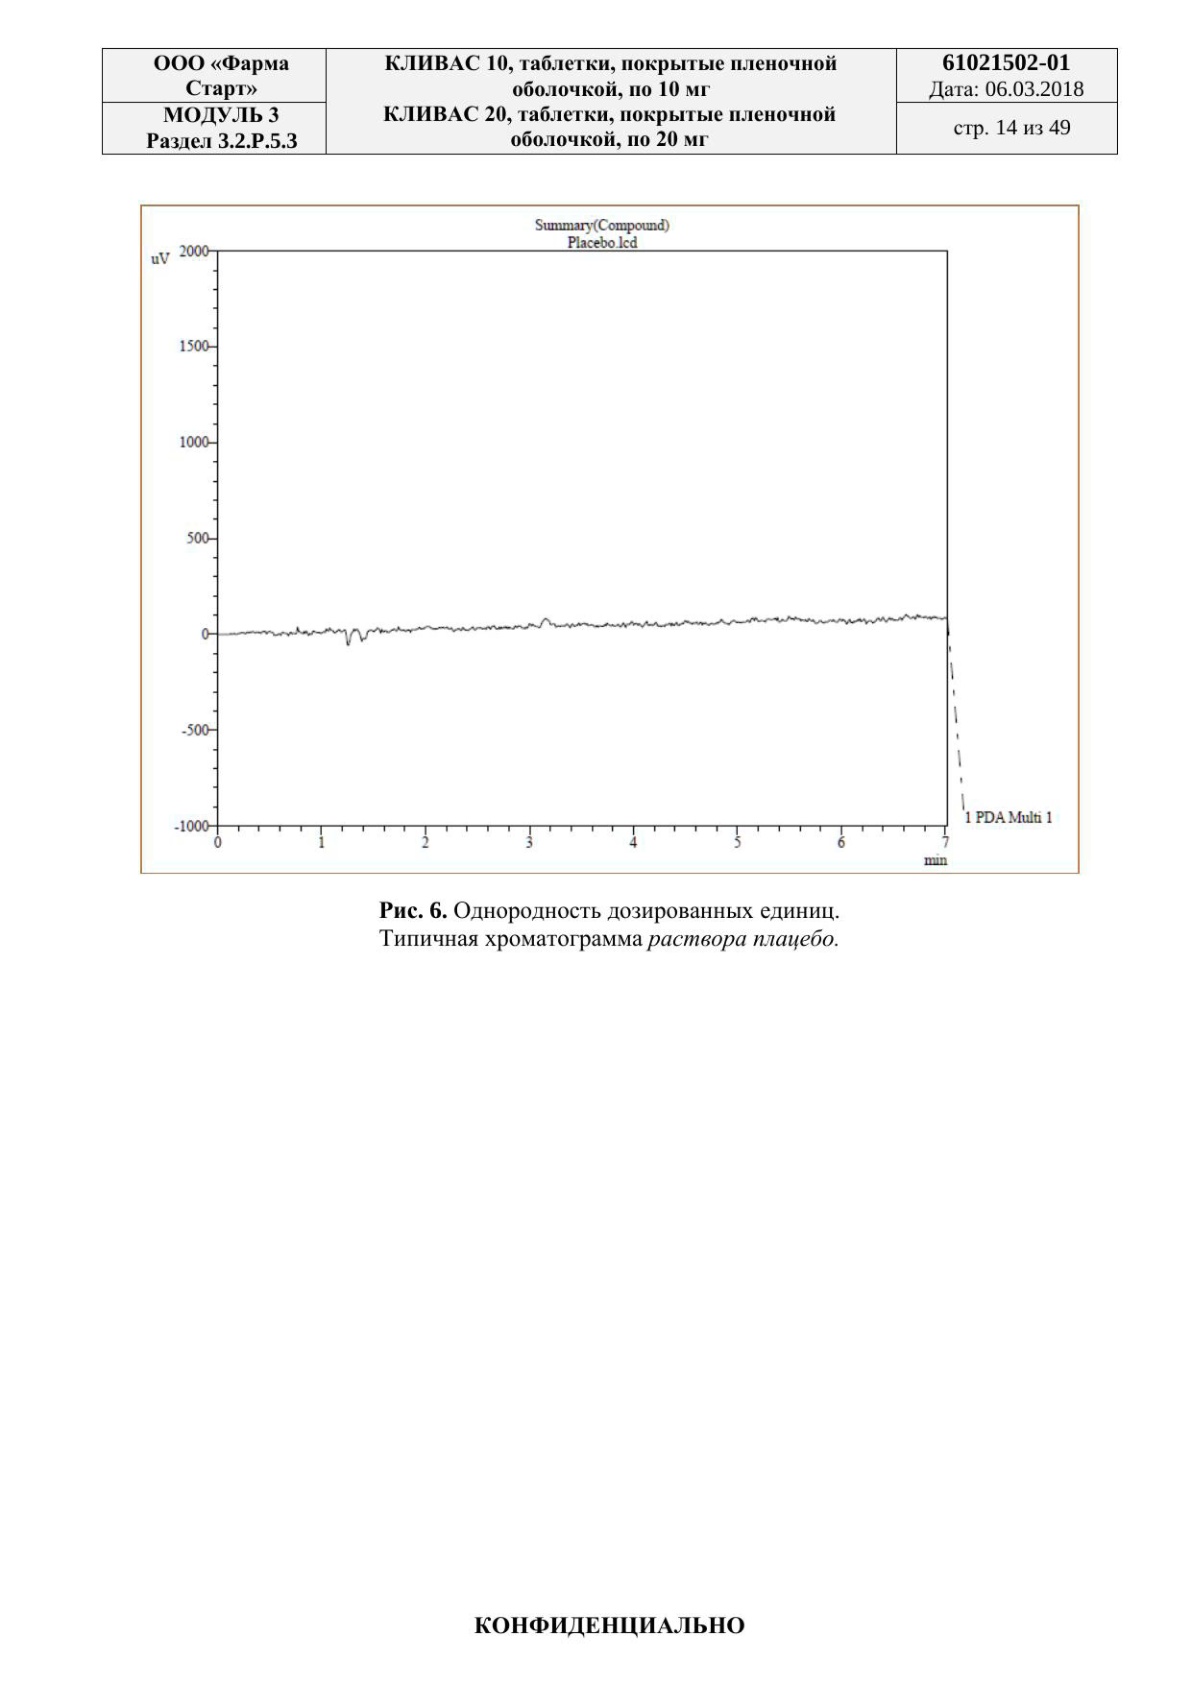 ООО «Фарма
Старт»
МОДУЛЬ 3
Раздел 3.2.P.5.3
КЛИВАС 10, таблетки, покрытые пленочной
оболочкой, по 10 мг
КЛИВАС 20, таблетки, покрытые пленочной
оболочкой, по 20 мг
61021502-01
Дата: 06.03.2018
стр. 14 из 49
Summary(Compound)
Placebo.lcd
uV
2000
1500
1000
500
0
-500
-1000
0 1 2 3 4 5 6 7
min
1 PDA Multi 1
Рис. 6. Однородность дозированных единиц.
Типичная хроматограмма раствора плацебо.
КОНФИДЕНЦИАЛЬНО